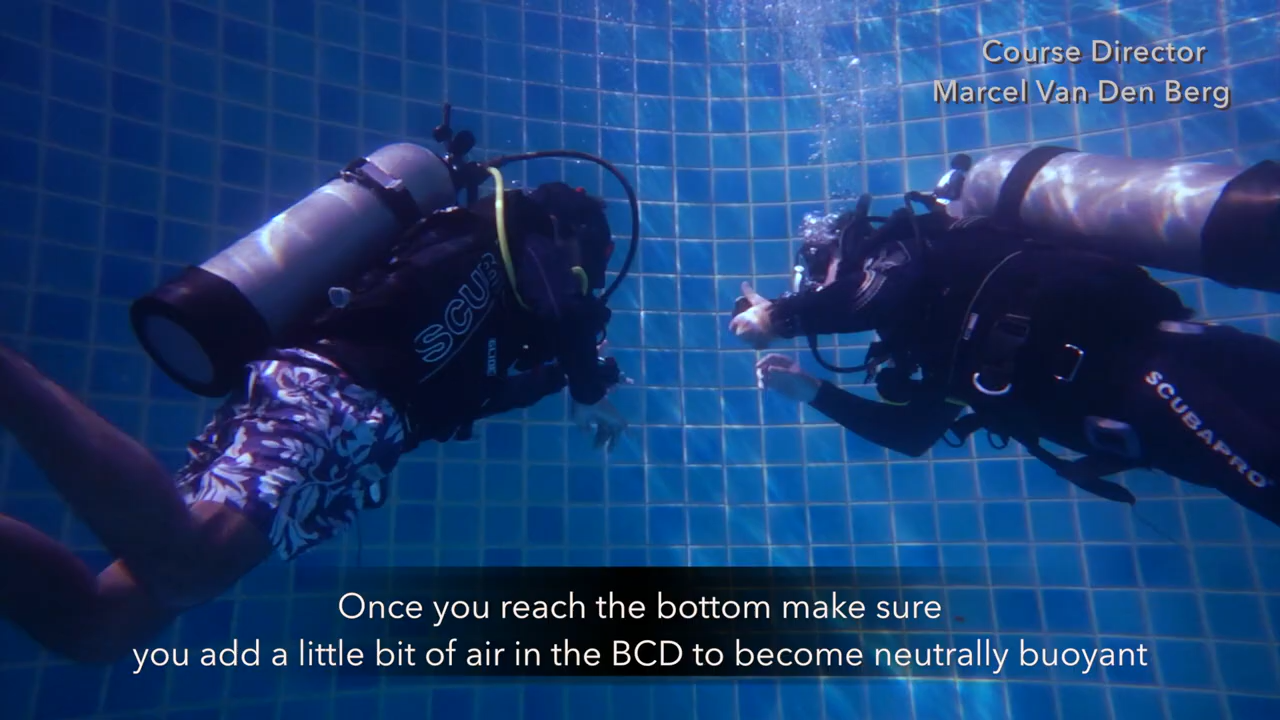 Course Director
Marcel Van Den Berg
SCUB
GLIDE
SCUBAPRO
Once you reach the bottom make sure
you add a little bit of air in the BCD to become neutrally buoyant